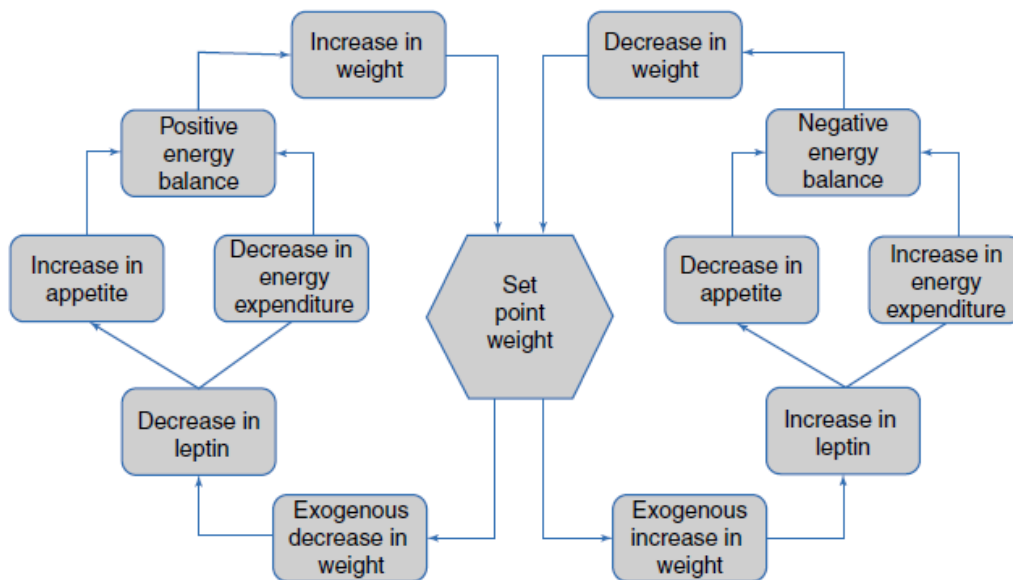 Increase in
weight
Decrease in
weight
Positive
energy
balance
Negative
energy
balance
Increase in
appetite
Decrease in
energy
expenditure
Set
point
weight
Decrease in
appetite
Increase in
energy
expenditure
Decrease in
leptin
Increase in
leptin
Exogenous
decrease in
weight
Exogenous
increase in
weight